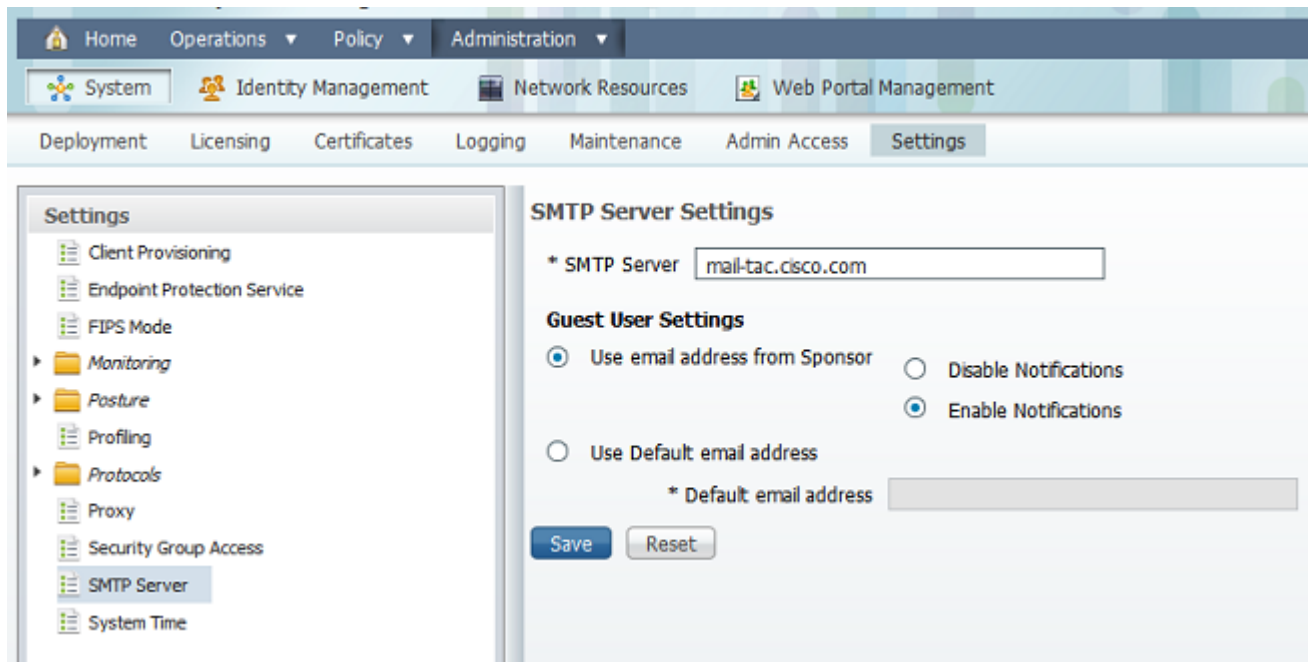 Home Operations ▼ Policy ▼ Administration ▼
System Identity Management Network Resources Web Portal Management
Deployment Licensing Certificates Logging Maintenance Admin Access Settings
Settings
Client Provisioning
Endpoint Protection Service
FIPS Mode
Monitoring
Posture
Profiling
Protocols
Proxy
Security Group Access
SMTP Server
System Time
SMTP Server Settings
* SMTP Server mail-tac.cisco.com
Guest User Settings
Use email address from Sponsor
Disable Notifications
Enable Notifications
Use Default email address
* Default email address
Save Reset